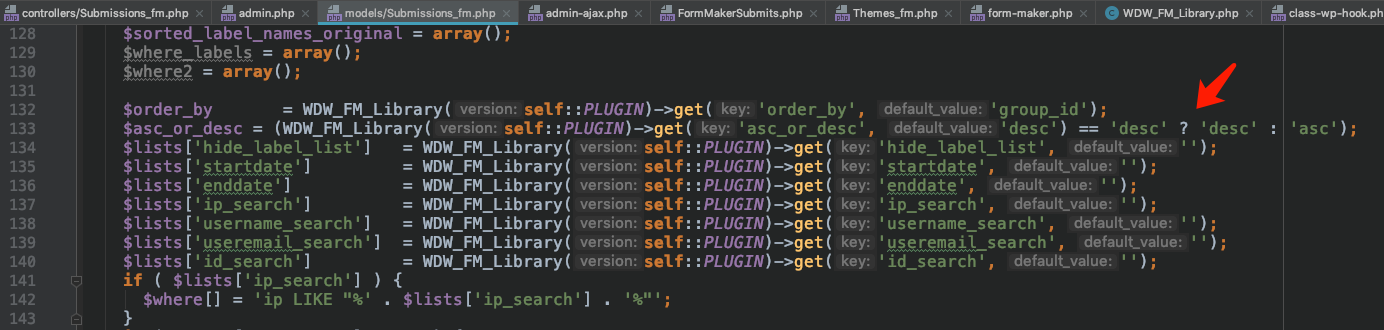 controllers/Submissions_fm.php × admin.php × models/Submissions_fm.php × admin-ajax.php × FormMakerSubmits.php × Themes_fm.php × form-maker.php × WDW_FM_Library.php × class-wp-hook.ph
128 $sorted_label_names_original = array();
129 $where_labels = array();
130 $where2 = array();
131
132 $order_by = WDW_FM_Library( version: self::PLUGIN)->get( key: 'order_by', default_value: 'group_id');
133 $asc_or_desc = (WDW_FM_Library( version: self::PLUGIN)->get( key: 'asc_or_desc', default_value: 'desc') == 'desc' ? 'desc' : 'asc');
134 $lists['hide_label_list'] = WDW_FM_Library( version: self::PLUGIN)->get( key: 'hide_label_list', default_value: '');
135 $lists['startdate'] = WDW_FM_Library( version: self::PLUGIN)->get( key: 'startdate', default_value: '');
136 $lists['enddate'] = WDW_FM_Library( version: self::PLUGIN)->get( key: 'enddate', default_value: '');
137 $lists['ip_search'] = WDW_FM_Library( version: self::PLUGIN)->get( key: 'ip_search', default_value: '');
138 $lists['username_search'] = WDW_FM_Library( version: self::PLUGIN)->get( key: 'username_search', default_value: '');
139 $lists['useremail_search'] = WDW_FM_Library( version: self::PLUGIN)->get( key: 'useremail_search', default_value: '');
140 $lists['id_search'] = WDW_FM_Library( version: self::PLUGIN)->get( key: 'id_search', default_value: '');
141 if ( $lists['ip_search'] ) {
142 $where[] = 'ip LIKE "%' . $lists['ip_search'] . '%"';
143 }